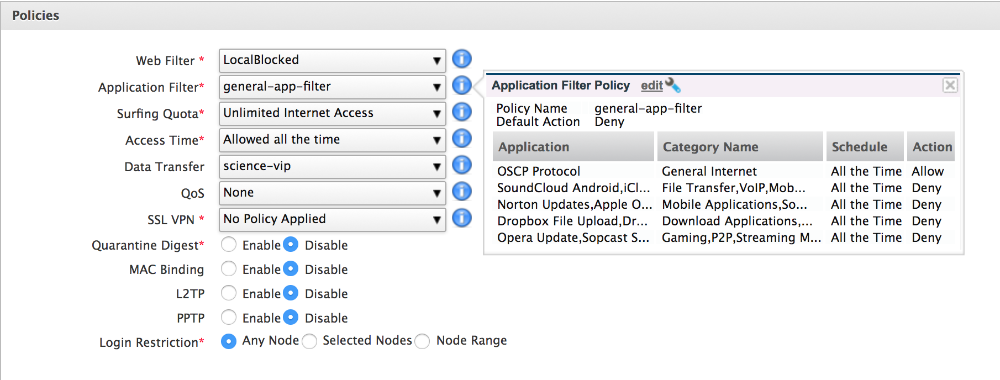 Policies
Web Filter * LocalBlocked
Application Filter* general-app-filter
Surfing Quota* Unlimited Internet Access
Access Time* Allowed all the time
Data Transfer science-vip
QoS None
SSL VPN * No Policy Applied
Quarantine Digest* Enable Disable
MAC Binding Enable Disable
L2TP Enable Disable
PPTP Enable Disable
Login Restriction* Any Node Selected Nodes Node Range
Application Filter Policy edit
Policy Name general-app-filter
Default Action Deny
Application Category Name Schedule Action
OSCP Protocol General Internet All the Time Allow
SoundCloud Android,iCl... File Transfer,VoIP,Mob... All the Time Deny
Norton Updates,Apple O... Mobile Applications,So... All the Time Deny
Dropbox File Upload,Dr... Download Applications,... All the Time Deny
Opera Update,Sopcast S... Gaming,P2P,Streaming M... All the Time Deny